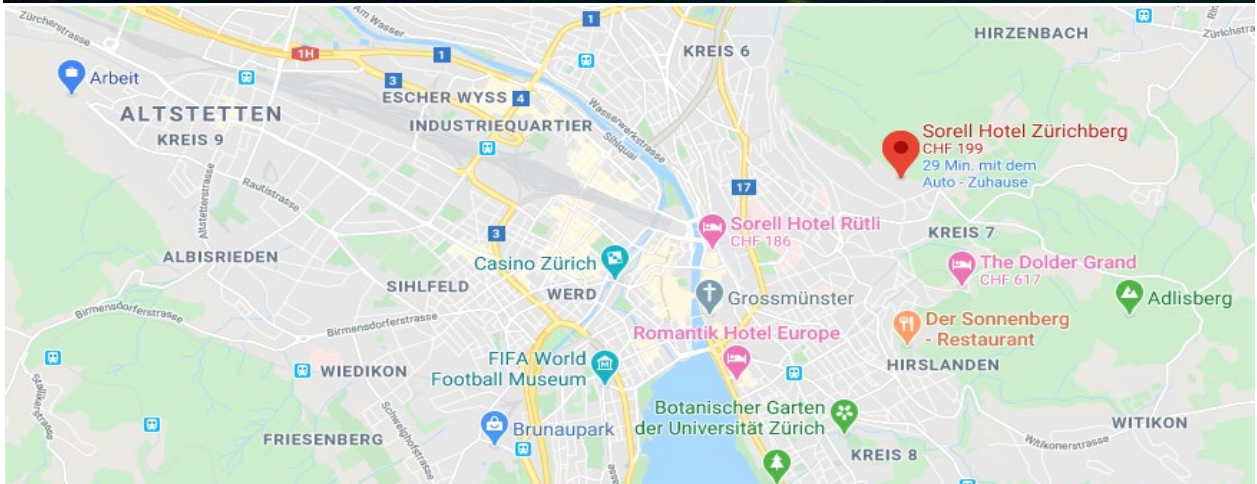 Zürcherstrasse
Am Wasser
1
1H
1
KREIS 6
HIRZENBACH
Zürichstra
Arbeit
3
ESCHER WYSS
4
ALTSTETTEN
KREIS 9
INDUSTRIEQUARTIER
Wasserwerkstrasse
Sihlquai
Sorell Hotel Zürichberg
CHF 199
29 Min. mit dem
Auto - Zuhause
Altstetterstrasse
Rautistrasse
17
3
Sorell Hotel Rütli
CHF 186
KREIS 7
ALBISRIEDEN
Casino Zürich
The Dolder Grand
CHF 617
SIHLFELD
WERD
Grossmünster
Adlisberg
Birmensdorferstrasse
Birmensdorferstrasse
Romantik Hotel Europe
Der Sonnenberg
- Restaurant
FIFA World
Football Museum
WIEDIKON
HIRSLANDEN
Stallikerstrasse
Schweighofstrasse
Botanischer Garten
der Universität Zürich
Brunaupark
WITIKON
FRIESENBERG
Witikonerstrasse
KREIS 8